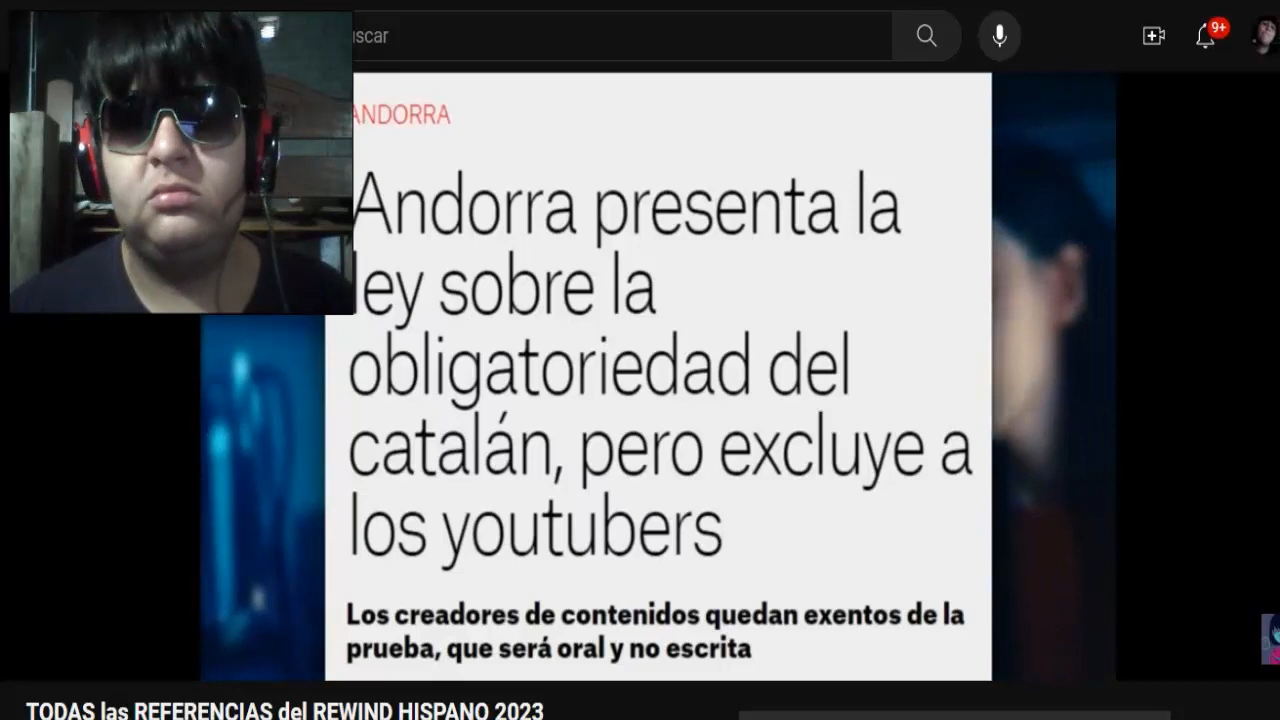 uscar
9+
ANDORRA
Andorra presenta la
ley sobre la
obligatoriedad del
catalán, pero excluye a
los youtubers
Los creadores de contenidos quedan exentos de la
prueba, que será oral y no escrita
TODAS las REFERENCIAS del REWIND HISPANO 2023